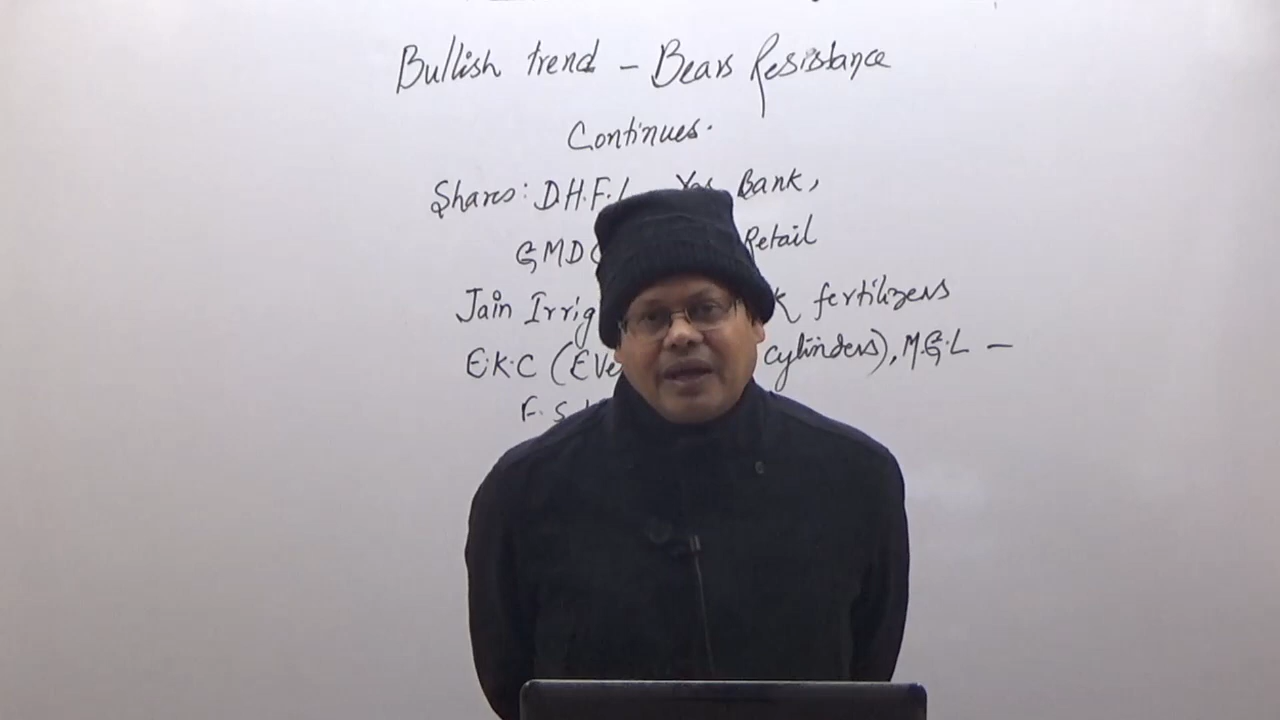 Bullish trend – Bears Resistance
Continues.
Shares: D.H.F.L Yes Bank,
GMDC Retail
Jain Irrig fertilizers
E.K.C (Eve cylinders), M.G.L –